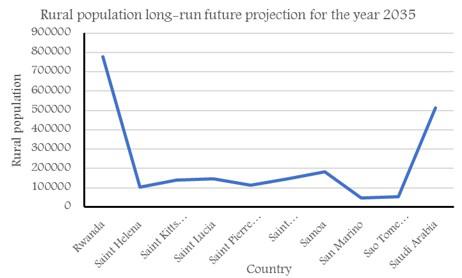 Rural population long-run future projection for the year 2035
900000
800000
700000
600000
500000
400000
300000
200000
100000
0
Rural population
Rwanda
Saint Helena
Saint Kitts...
Saint Lucia
Saint Pierre...
Saint...
Samoa
San Marino
Sao Tome...
Saudi Arabia
Country